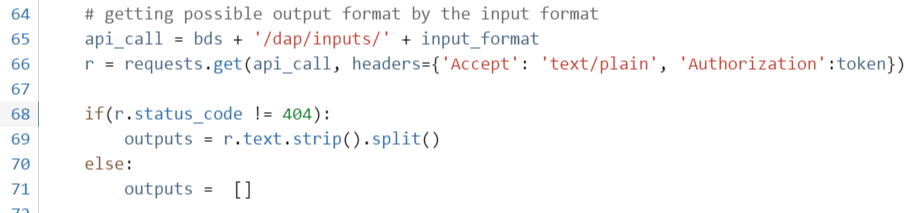 64 # getting possible output format by the input format
65 api_call = bds + '/dap/inputs/' + input_format
66 r = requests.get(api_call, headers={'Accept': 'text/plain', 'Authorization':token})
67
68 if(r.status_code != 404):
69 outputs = r.text.strip().split()
70 else:
71 outputs =  []